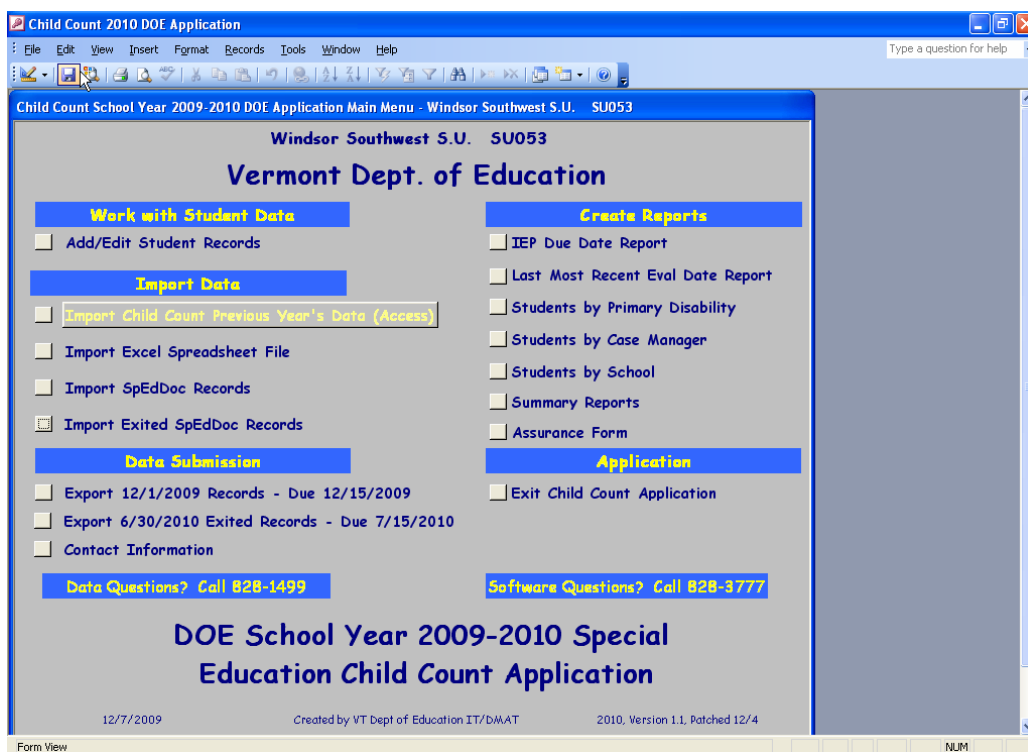 Child Count 2010 DOE Application
File Edit View Insert Format Records Tools Window Help
Type a question for help
Child Count School Year 2009-2010 DOE Application Main Menu - Windsor Southwest S.U. SU053
Windsor Southwest S.U. SU053
Vermont Dept. of Education
Work with Student Data
Add/Edit Student Records
Import Data
Import Child Count Previous Year's Data (Access)
Import Excel Spreadsheet File
Import SpEdDoc Records
Import Exited SpEdDoc Records
Data Submission
Export 12/1/2009 Records - Due 12/15/2009
Export 6/30/2010 Exited Records - Due 7/15/2010
Contact Information
Data Questions? Call 828-1499
Create Reports
IEP Due Date Report
Last Most Recent Eval Date Report
Students by Primary Disability
Students by Case Manager
Students by School
Summary Reports
Assurance Form
Application
Exit Child Count Application
Software Questions? Call 828-3777
DOE School Year 2009-2010 Special
Education Child Count Application
12/7/2009 Created by VT Dept of Education IT/DMAT 2010, Version 1.1, Patched 12/4
Form View NUM